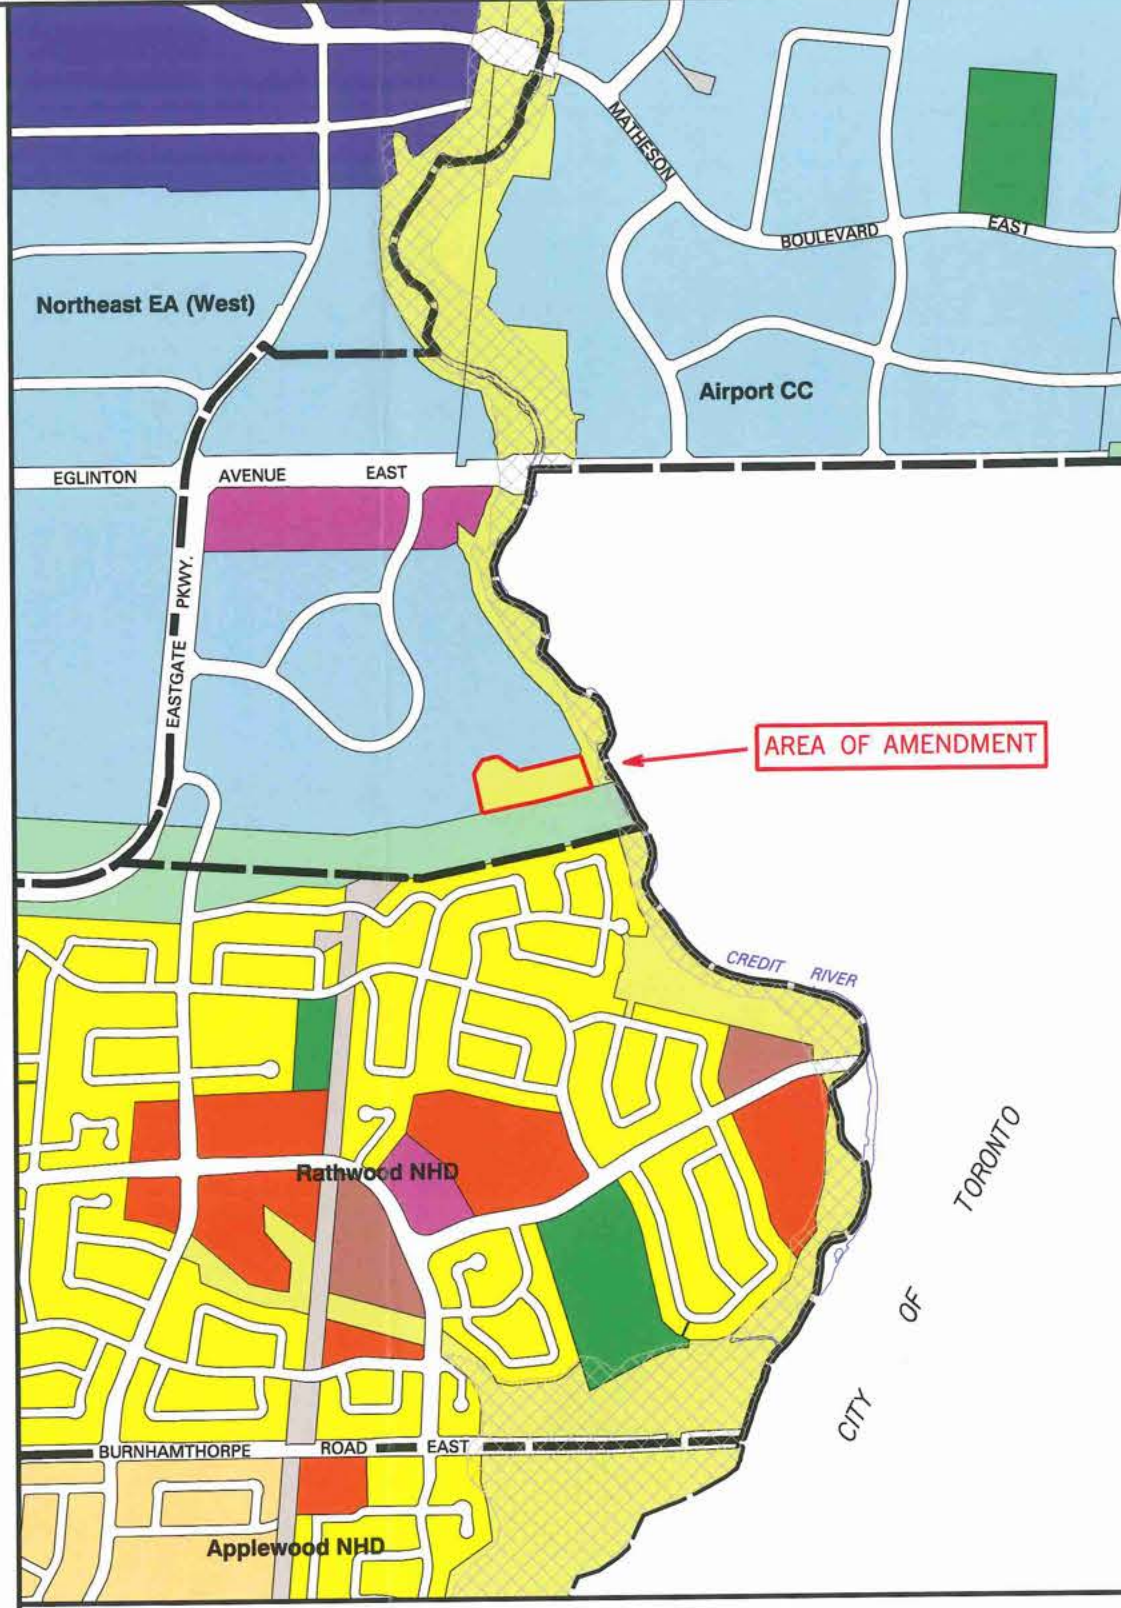 MATHESON
BOULEVARD
EAST
Northeast EA (West)
Airport CC
EGLINTON AVENUE EAST
EASTGATE PKWY.
AREA OF AMENDMENT
CREDIT RIVER
Rathwood NHD
CITY OF TORONTO
BURNHAMTHORPE ROAD EAST
Applewood NHD